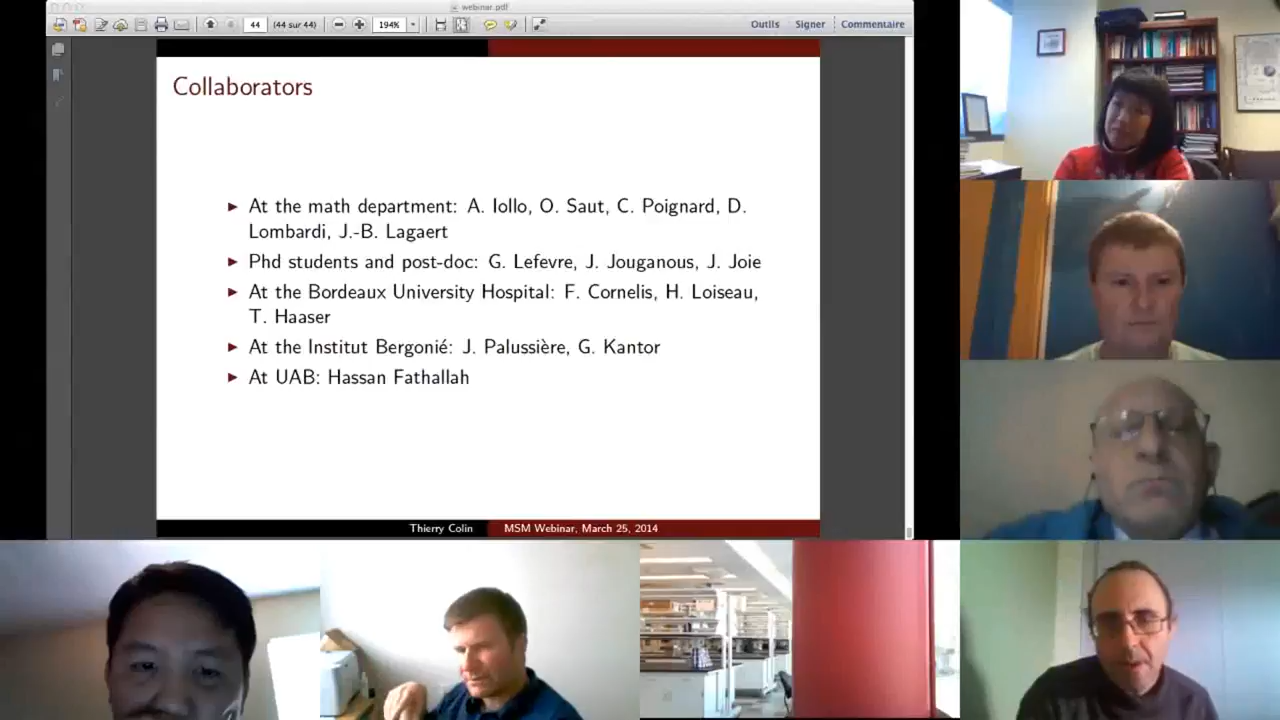 webinar.pdf
44 (44 sur 44) 194% Outils Signer Commentaire
Collaborators
► At the math department: A. Iollo, O. Saut, C. Poignard, D.
Lombardi, J.-B. Lagaert
► Phd students and post-doc: G. Lefevre, J. Jouganous, J. Joie
► At the Bordeaux University Hospital: F. Cornelis, H. Loiseau,
T. Haaser
► At the Institut Bergonié: J. Palussière, G. Kantor
► At UAB: Hassan Fathallah
Thierry Colin MSM Webinar, March 25, 2014